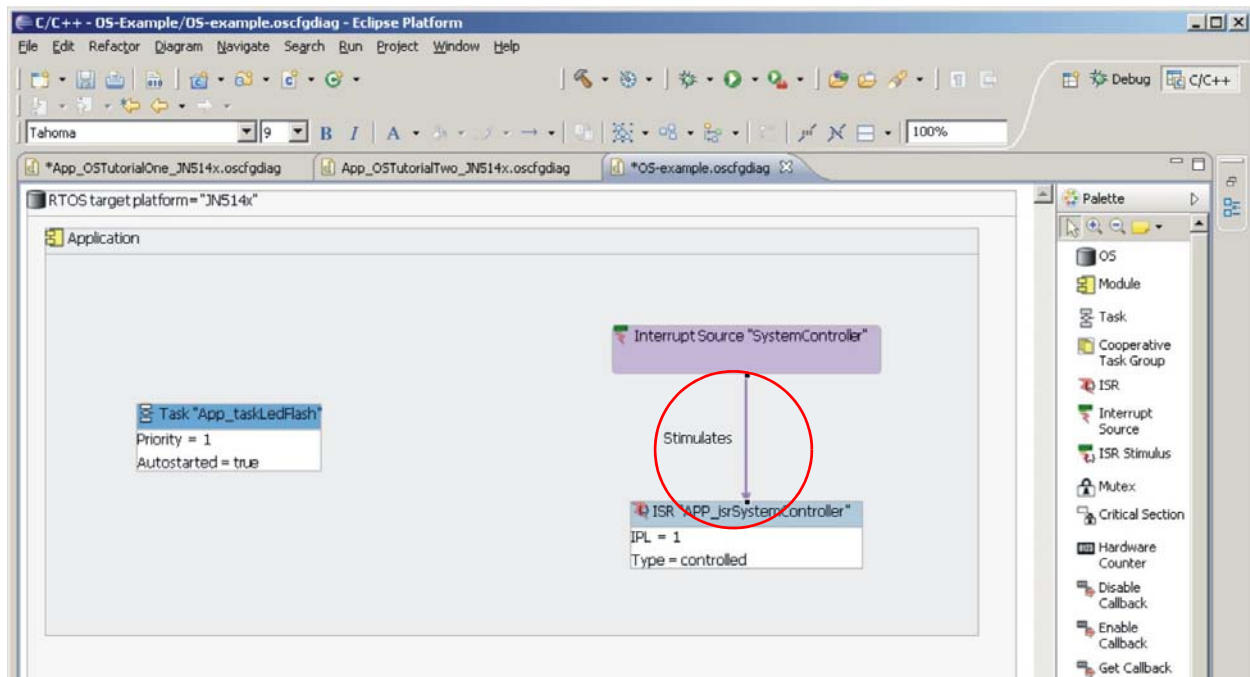 C/C++ - OS-Example/OS-example.oscfgdiag - Eclipse Platform
File Edit Refactor Diagram Navigate Search Run Project Window Help
Debug C/C++
Tahoma 9 B I A 100%
*App_OSTutorialOne_JN514x.oscfgdiag App_OSTutorialTwo_JN514x.oscfgdiag *OS-example.oscfgdiag
RTOS target platform="JN514x"
Application
Interrupt Source "SystemController"
Task "App_taskLedFlash"
Priority = 1
Autostarted = true
Stimulates
ISR "APP_isrSystemController"
IPL = 1
Type = controlled
Palette
OS
Module
Task
Cooperative
Task Group
ISR
Interrupt
Source
ISR Stimulus
Mutex
Critical Section
Hardware
Counter
Disable
Callback
Enable
Callback
Get Callback